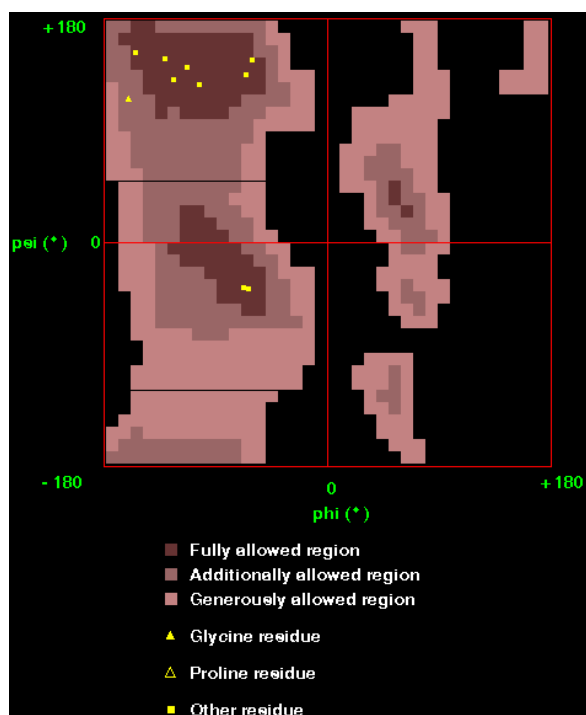 +180
psi (°) 0
- 180 0 +180
phi (°)
Fully allowed region
Additionally allowed region
Generously allowed region
Glycine residue
Proline residue
Other residue